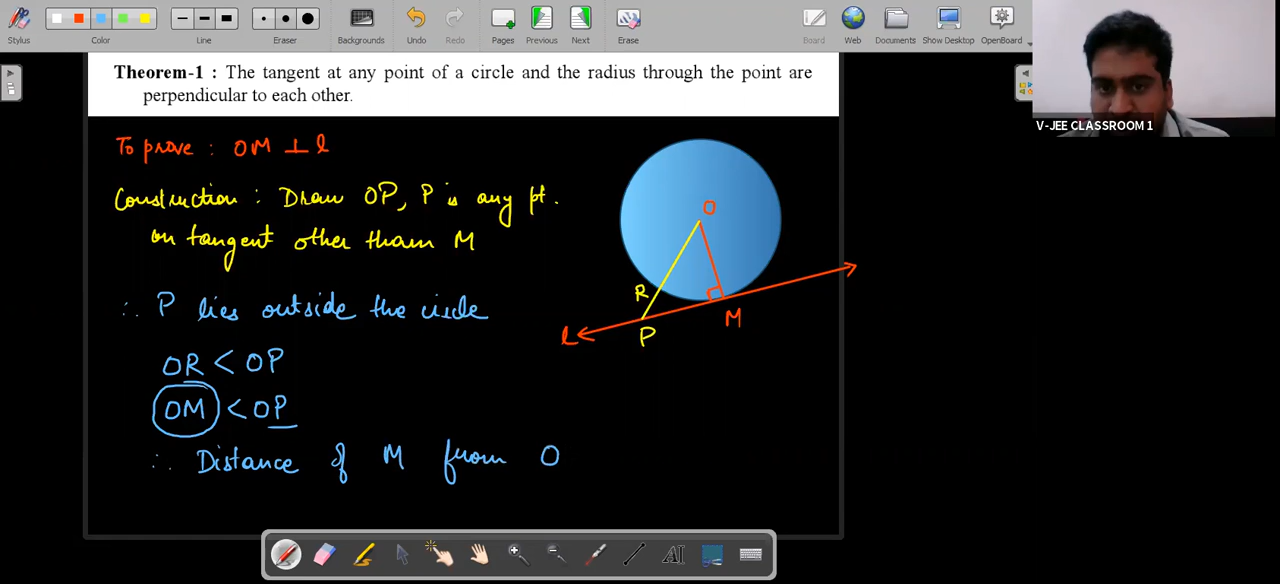 Stylus
Color
Line
Eraser
Backgrounds
Undo
Redo
Pages
Previous
Next
Erase
Board
Web
Documents
Show Desktop
OpenBoard
V-JEE CLASSROOM 1
Theorem-1 : The tangent at any point of a circle and the radius through the point are
perpendicular to each other.
To prove : OM ⊥ l
Construction : Draw OP, P is any pt.
on tangent other tham M
∴ P lies outside the circle
OR < OP
OM < OP
∴ Distance of M from O
O
R
P
M
l
AI